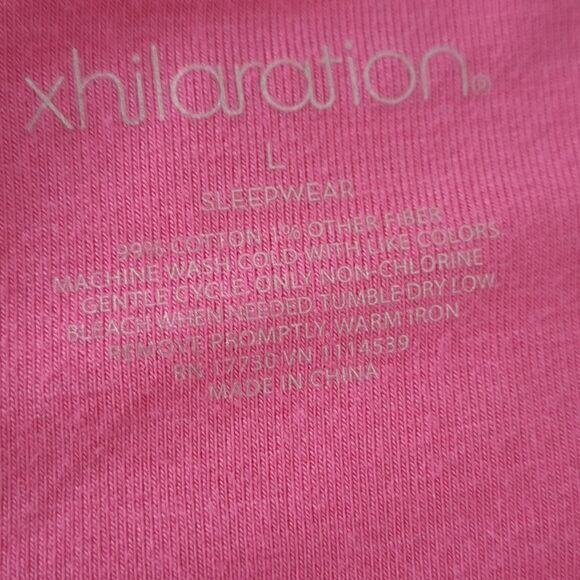 xhilaration®
L
SLEEPWEAR
99% COTTON 1% OTHER FIBER
MACHINE WASH COLD WITH LIKE COLORS
GENTLE CYCLE, ONLY NON-CHLORINE
BLEACH WHEN NEEDED. TUMBLE DRY LOW
REMOVE PROMPTLY, WARM IRON
RN 17730 VN 1114539
MADE IN CHINA